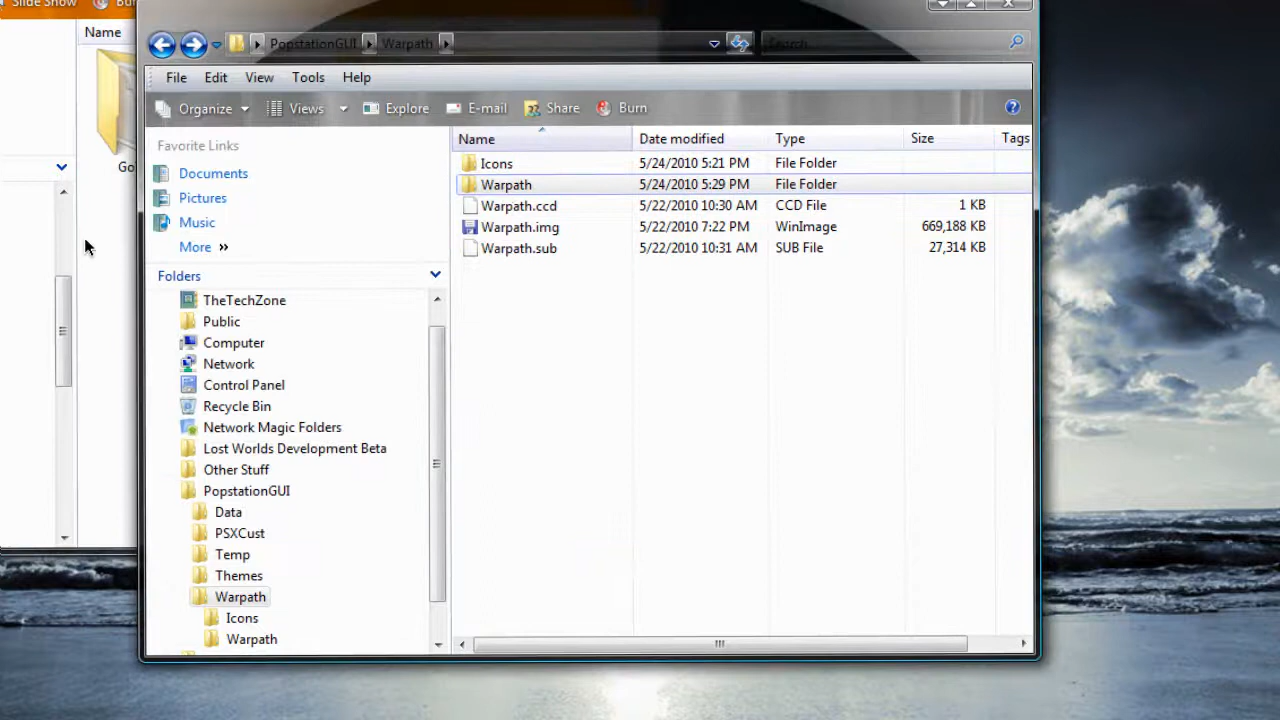 Slide Show
Name
Go
PopstationGUI Warpath
Search
File Edit View Tools Help
Organize Views Explore E-mail Share Burn
Favorite Links
Documents
Pictures
Music
More »
Folders
TheTechZone
Public
Computer
Network
Control Panel
Recycle Bin
Network Magic Folders
Lost Worlds Development Beta
Other Stuff
PopstationGUI
Data
PSXCust
Temp
Themes
Warpath
Icons
Warpath
Name Date modified Type Size Tags
Icons 5/24/2010 5:21 PM File Folder
Warpath 5/24/2010 5:29 PM File Folder
Warpath.ccd 5/22/2010 10:30 AM CCD File 1 KB
Warpath.img 5/22/2010 7:22 PM WinImage 669,188 KB
Warpath.sub 5/22/2010 10:31 AM SUB File 27,314 KB